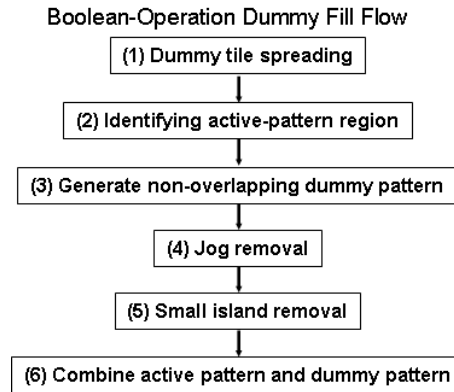 Boolean-Operation Dummy Fill Flow
(1) Dummy tile spreading
(2) Identifying active-pattern region
(3) Generate non-overlapping dummy pattern
(4) Jog removal
(5) Small island removal
(6) Combine active pattern and dummy pattern